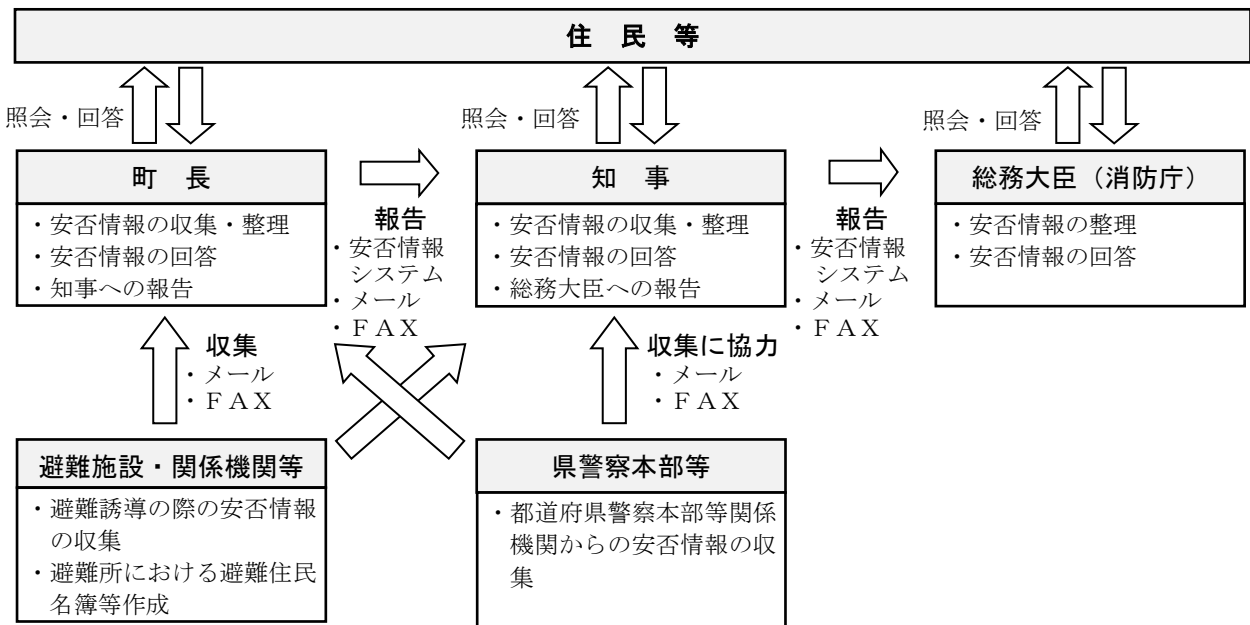 住　民　等
照会・回答
照会・回答
照会・回答
町　長
・安否情報の収集・整理
・安否情報の回答
・知事への報告
報告
・安否情報
システム
・メール
・ＦＡＸ
知　事
・安否情報の収集・整理
・安否情報の回答
・総務大臣への報告
報告
・安否情報
システム
・メール
・ＦＡＸ
総務大臣（消防庁）
・安否情報の整理
・安否情報の回答
収集
・メール
・ＦＡＸ
収集に協力
・メール
・ＦＡＸ
避難施設・関係機関等
・避難誘導の際の安否情報
の収集
・避難所における避難住民
名簿等作成
県警察本部等
・都道府県警察本部等関係
機関からの安否情報の収
集